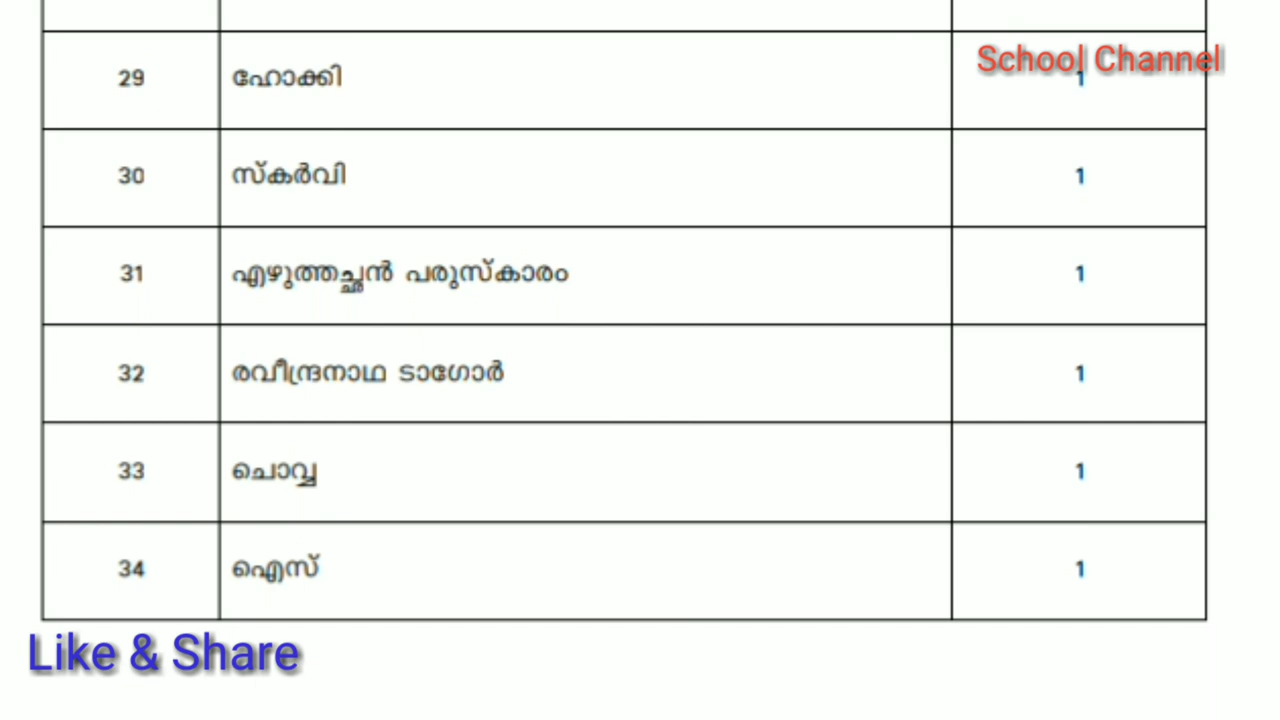 School Channel
29 ഹോക്കി 1
30 സ്കർവി 1
31 എഴുത്തച്ഛൻ പരുസ്കാരം 1
32 രവീന്ദ്രനാഥ ടാഗോർ 1
33 ചൊവ്വ 1
34 ഐസ് 1
Like & Share